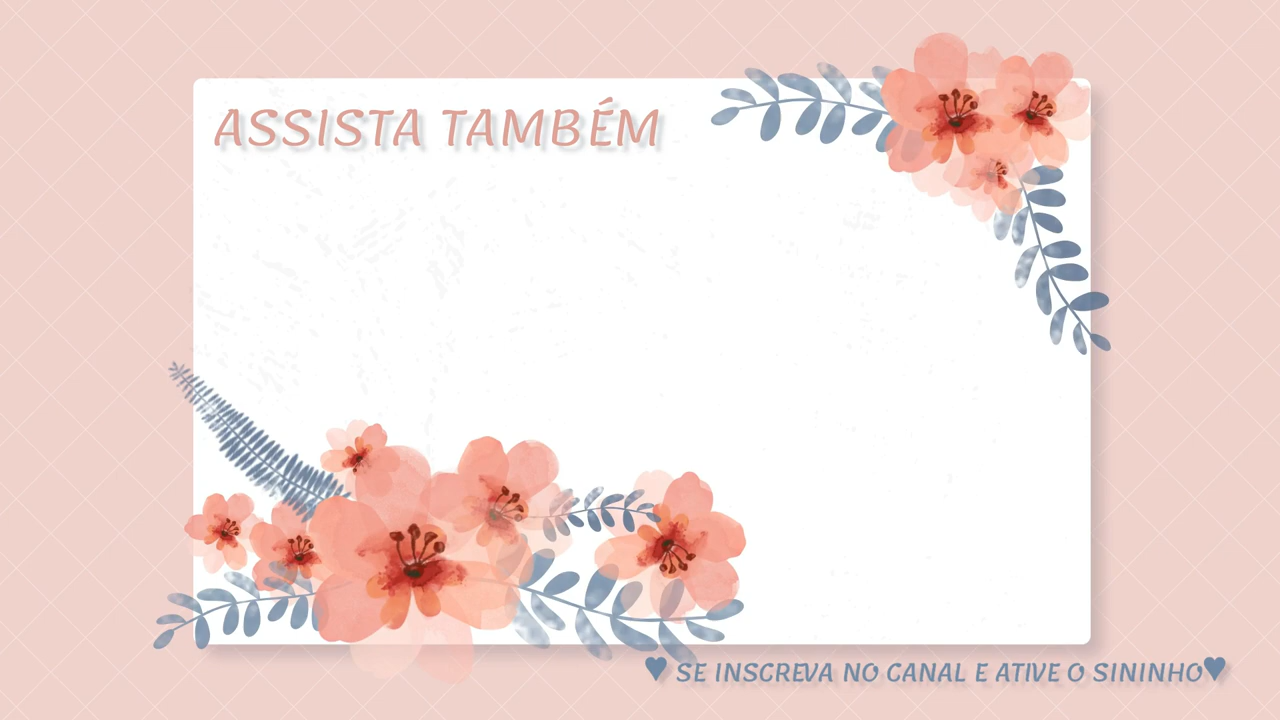 ASSISTA TAMBÉM
♥ SE INSCREVA NO CANAL E ATIVE O SININHO♥